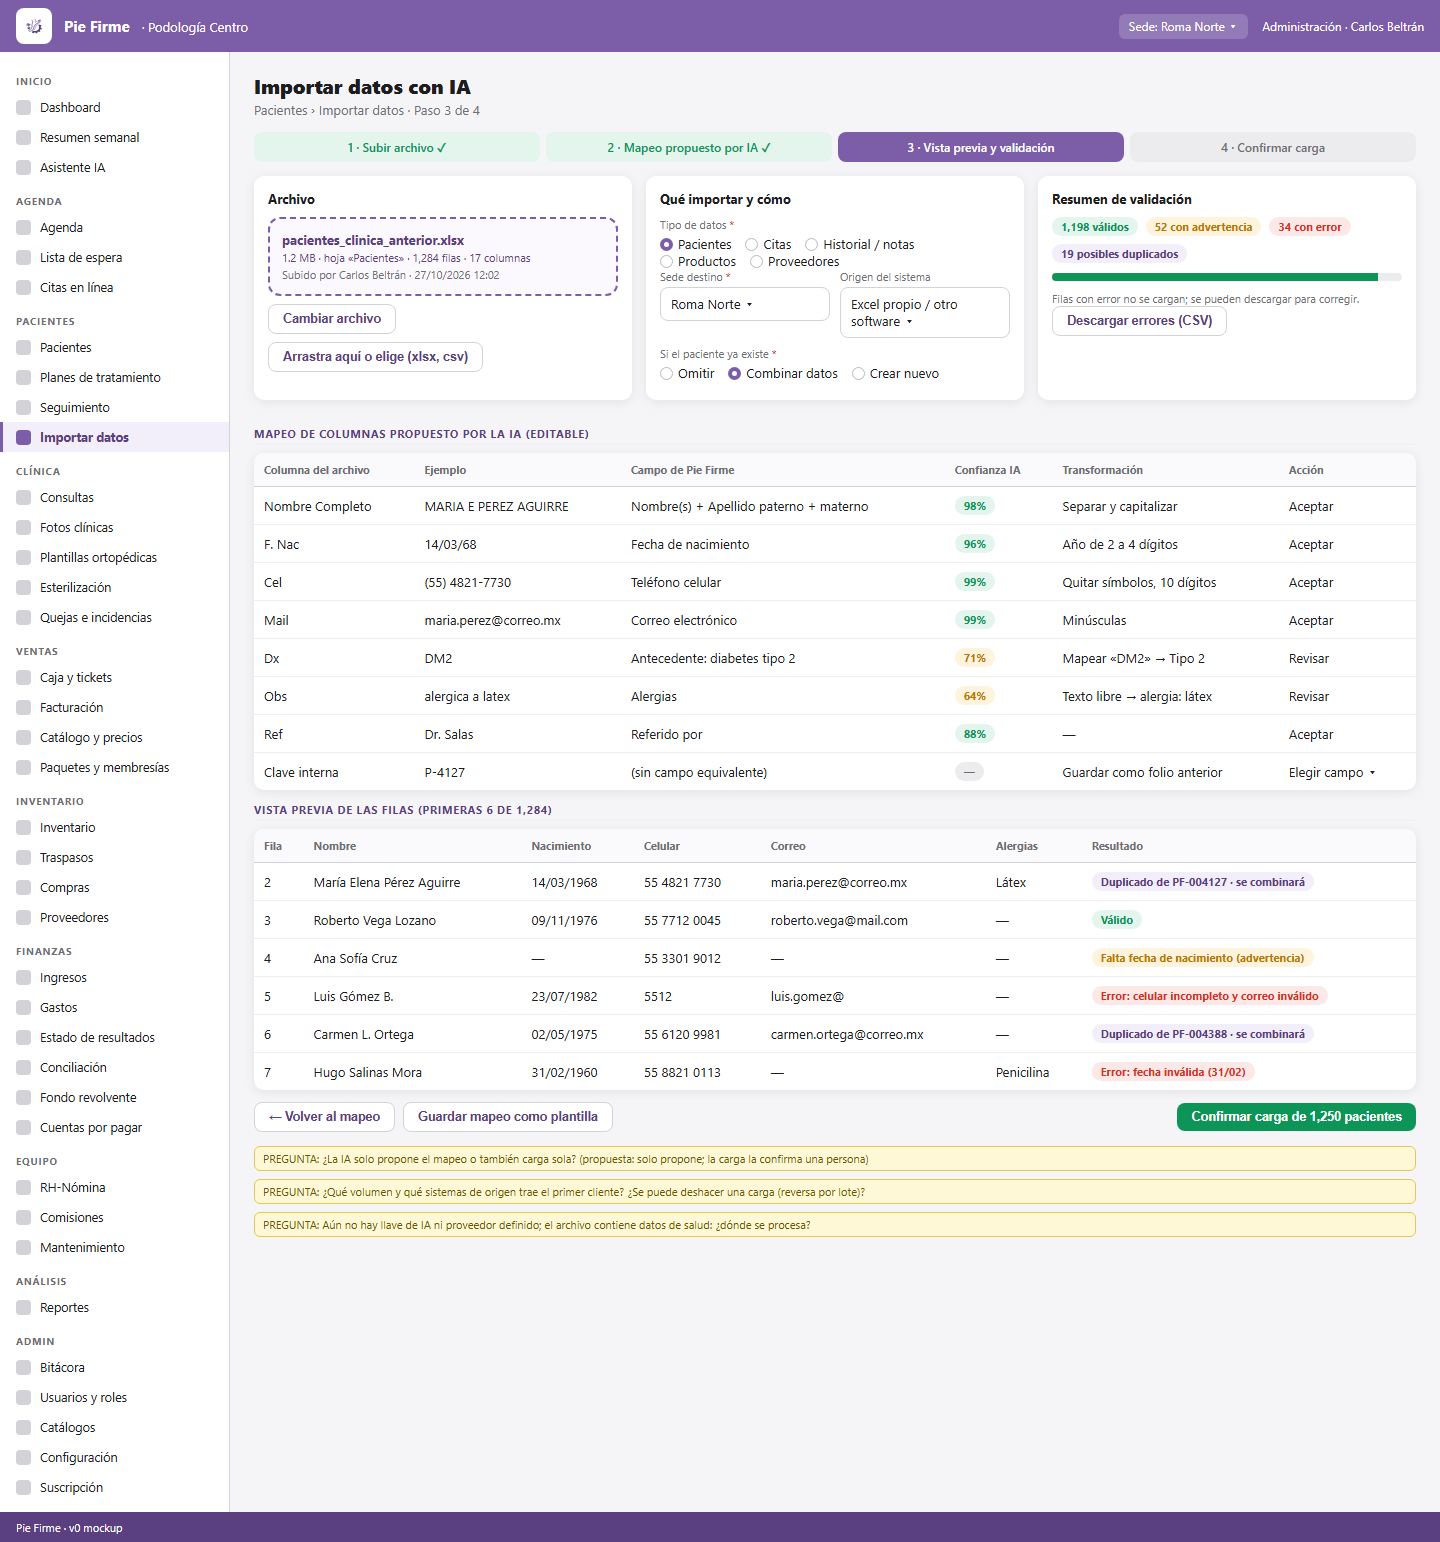 Pie Firme · Podología Centro
Sede: Roma Norte ▾
Administración · Carlos Beltrán
INICIO
Dashboard
Resumen semanal
Asistente IA
AGENDA
Agenda
Lista de espera
Citas en línea
PACIENTES
Pacientes
Planes de tratamiento
Seguimiento
Importar datos
CLÍNICA
Consultas
Fotos clínicas
Plantillas ortopédicas
Esterilización
Quejas e incidencias
VENTAS
Caja y tickets
Facturación
Catálogo y precios
Paquetes y membresías
INVENTARIO
Inventario
Traspasos
Compras
Proveedores
FINANZAS
Ingresos
Gastos
Estado de resultados
Conciliación
Fondo revolvente
Cuentas por pagar
EQUIPO
RH-Nómina
Comisiones
Mantenimiento
ANÁLISIS
Reportes
ADMIN
Bitácora
Usuarios y roles
Catálogos
Configuración
Suscripción
Importar datos con IA
Pacientes › Importar datos · Paso 3 de 4
1 · Subir archivo ✓
2 · Mapeo propuesto por IA ✓
3 · Vista previa y validación
4 · Confirmar carga
Archivo
pacientes_clinica_anterior.xlsx
1.2 MB · hoja «Pacientes» · 1,284 filas · 17 columnas
Subido por Carlos Beltrán · 27/10/2026 12:02
Cambiar archivo
Arrastra aquí o elige (xlsx, csv)
Qué importar y cómo
Tipo de datos *
Pacientes Citas Historial / notas
Productos Proveedores
Sede destino * Origen del sistema
Roma Norte ▾
Excel propio / otro
software ▾
Si el paciente ya existe *
Omitir Combinar datos Crear nuevo
Resumen de validación
1,198 válidos 52 con advertencia 34 con error
19 posibles duplicados
Filas con error no se cargan; se pueden descargar para corregir.
Descargar errores (CSV)
MAPEO DE COLUMNAS PROPUESTO POR LA IA (EDITABLE)
Columna del archivo Ejemplo Campo de Pie Firme Confianza IA Transformación Acción
Nombre Completo MARIA E PEREZ AGUIRRE Nombre(s) + Apellido paterno + materno 98% Separar y capitalizar Aceptar
F. Nac 14/03/68 Fecha de nacimiento 96% Año de 2 a 4 dígitos Aceptar
Cel (55) 4821-7730 Teléfono celular 99% Quitar símbolos, 10 dígitos Aceptar
Mail maria.perez@correo.mx Correo electrónico 99% Minúsculas Aceptar
Dx DM2 Antecedente: diabetes tipo 2 71% Mapear «DM2» → Tipo 2 Revisar
Obs alergica a latex Alergias 64% Texto libre → alergia: látex Revisar
Ref Dr. Salas Referido por 88% — Aceptar
Clave interna P-4127 (sin campo equivalente) — Guardar como folio anterior Elegir campo ▾
VISTA PREVIA DE LAS FILAS (PRIMERAS 6 DE 1,284)
Fila Nombre Nacimiento Celular Correo Alergias Resultado
2 María Elena Pérez Aguirre 14/03/1968 55 4821 7730 maria.perez@correo.mx Látex Duplicado de PF-004127 · se combinará
3 Roberto Vega Lozano 09/11/1976 55 7712 0045 roberto.vega@mail.com — Válido
4 Ana Sofía Cruz — 55 3301 9012 — — Falta fecha de nacimiento (advertencia)
5 Luis Gómez B. 23/07/1982 5512 luis.gomez@ — Error: celular incompleto y correo inválido
6 Carmen L. Ortega 02/05/1975 55 6120 9981 carmen.ortega@correo.mx — Duplicado de PF-004388 · se combinará
7 Hugo Salinas Mora 31/02/1960 55 8821 0113 — Penicilina Error: fecha inválida (31/02)
← Volver al mapeo
Guardar mapeo como plantilla
Confirmar carga de 1,250 pacientes
PREGUNTA: ¿La IA solo propone el mapeo o también carga sola? (propuesta: solo propone; la carga la confirma una persona)
PREGUNTA: ¿Qué volumen y qué sistemas de origen trae el primer cliente? ¿Se puede deshacer una carga (reversa por lote)?
PREGUNTA: Aún no hay llave de IA ni proveedor definido; el archivo contiene datos de salud: ¿dónde se procesa?
Pie Firme · v0 mockup